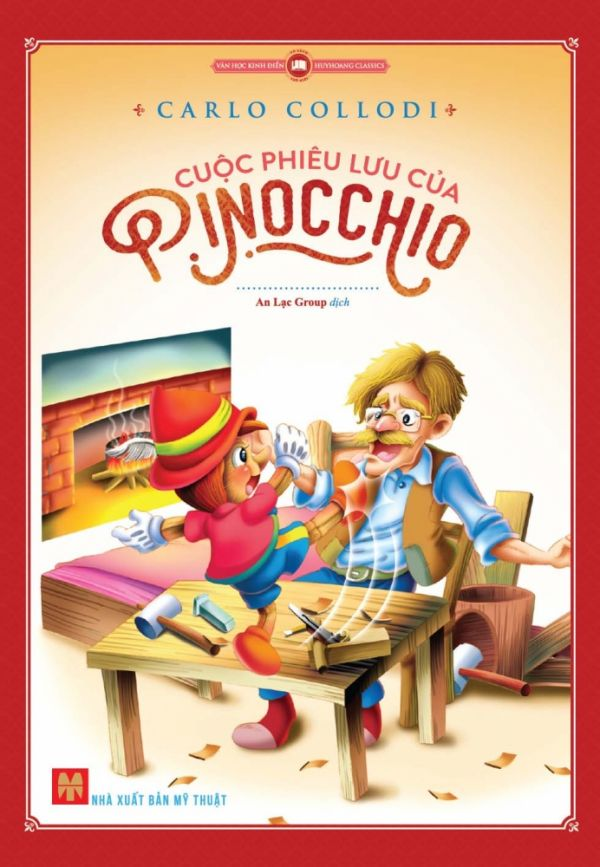 VĂN HỌC KINH ĐIỂN HUYHOANG CLASSICS
CARLO COLLODI
CUỘC PHIÊU LƯU CỦA
PINOCCHIO
An Lạc Group dịch
NHÀ XUẤT BẢN MỸ THUẬT